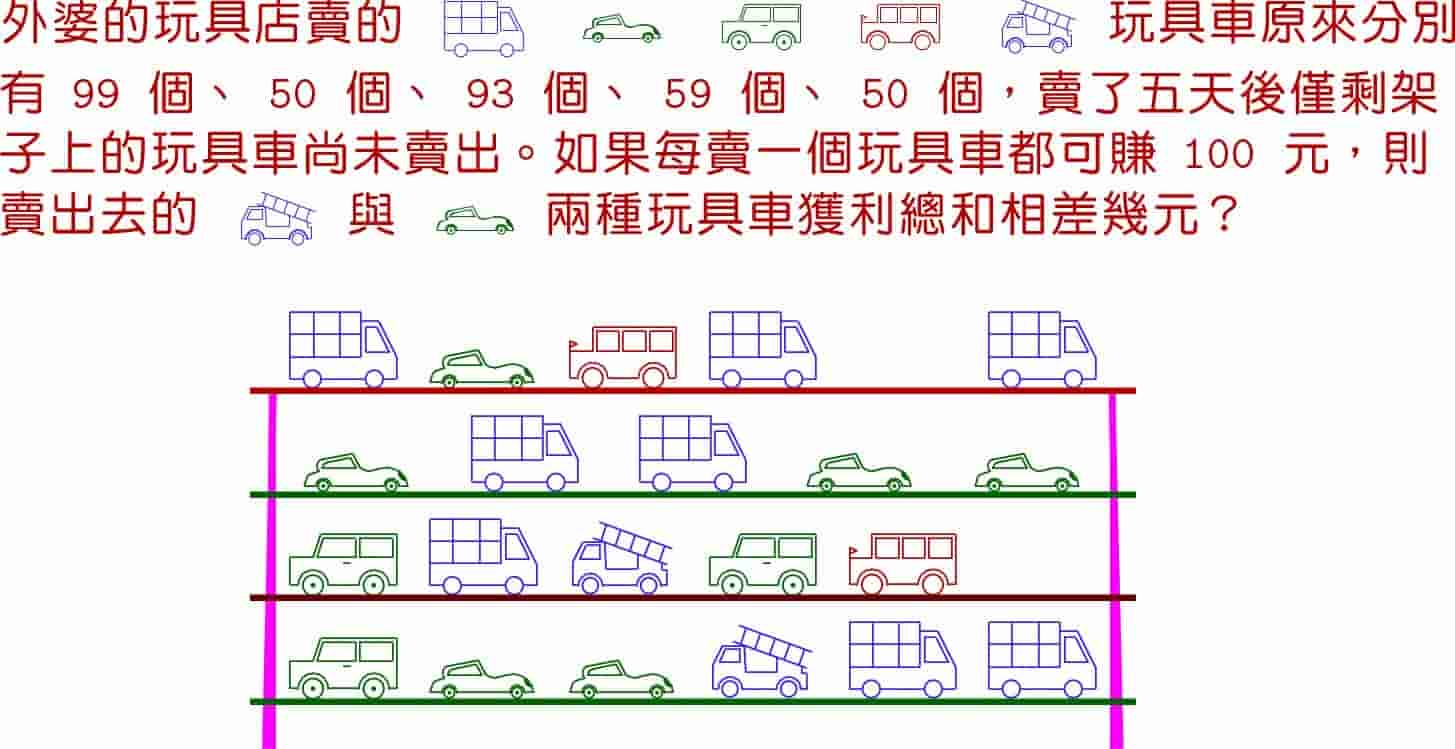 外婆的玩具店賣的 玩具車原來分別
有 99 個、 50 個、 93 個、 59 個、 50 個，賣了五天後僅剩架
子上的玩具車尚未賣出。如果每賣一個玩具車都可賺 100 元，則
賣出去的 與 兩種玩具車獲利總和相差幾元？